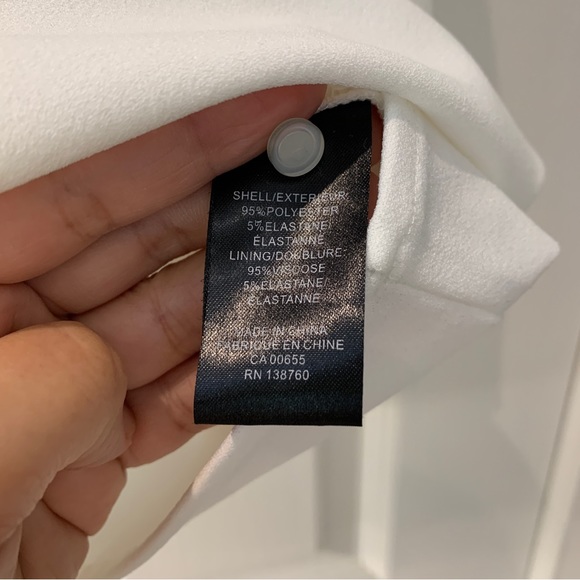 SHELL/EXTERIEUR:
95%POLYESTER
5%ELASTANE/
ÉLASTANNE
LINING/DOUBLURE:
95%VISCOSE
5%ELASTANE/
ÉLASTANNE
MADE IN CHINA
FABRIQUÉ EN CHINE
CA 00655
RN 138760